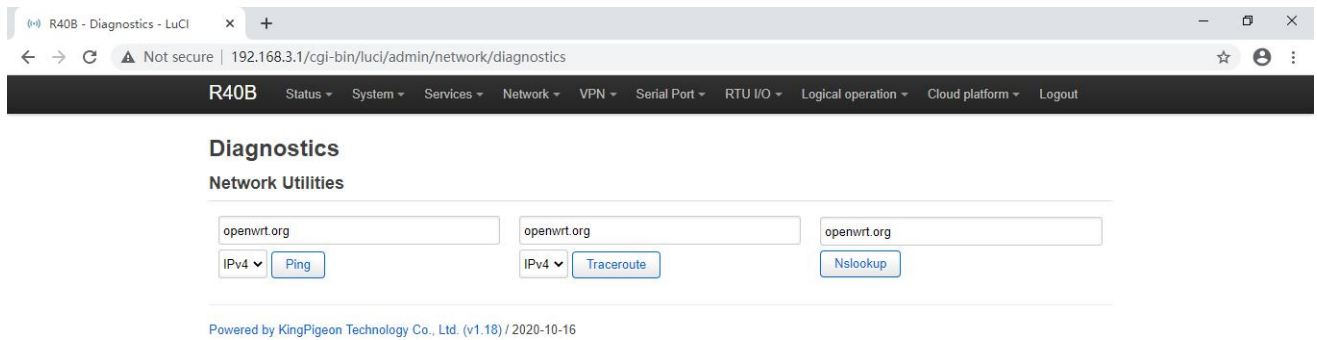 R40B - Diagnostics - LuCI
Not secure | 192.168.3.1/cgi-bin/luci/admin/network/diagnostics
R40B Status System Services Network VPN Serial Port RTU I/O Logical operation Cloud platform Logout
Diagnostics
Network Utilities
openwrt.org openwrt.org openwrt.org
IPv4 Ping IPv4 Traceroute Nslookup
Powered by KingPigeon Technology Co., Ltd. (v1.18) / 2020-10-16